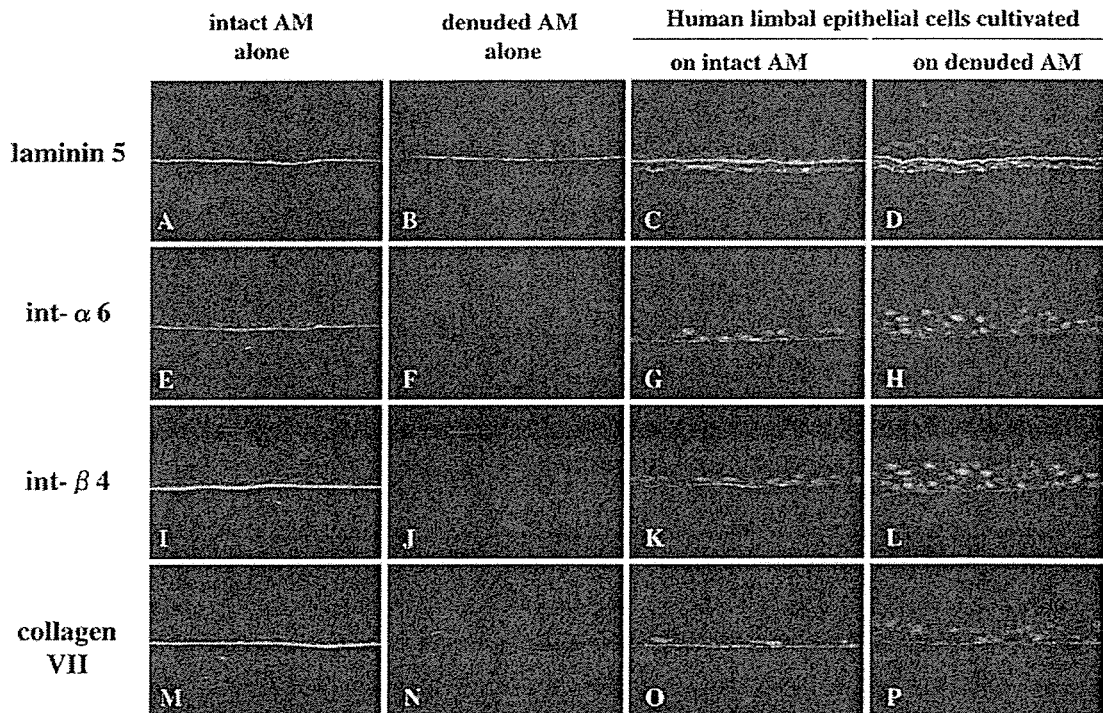 intact AM
alone
denuded AM
alone
Human limbal epithelial cells cultivated
on intact AM
on denuded AM
laminin 5
A
B
C
D
int- α 6
E
F
G
H
int- β 4
I
J
K
L
collagen
VII
M
N
O
P